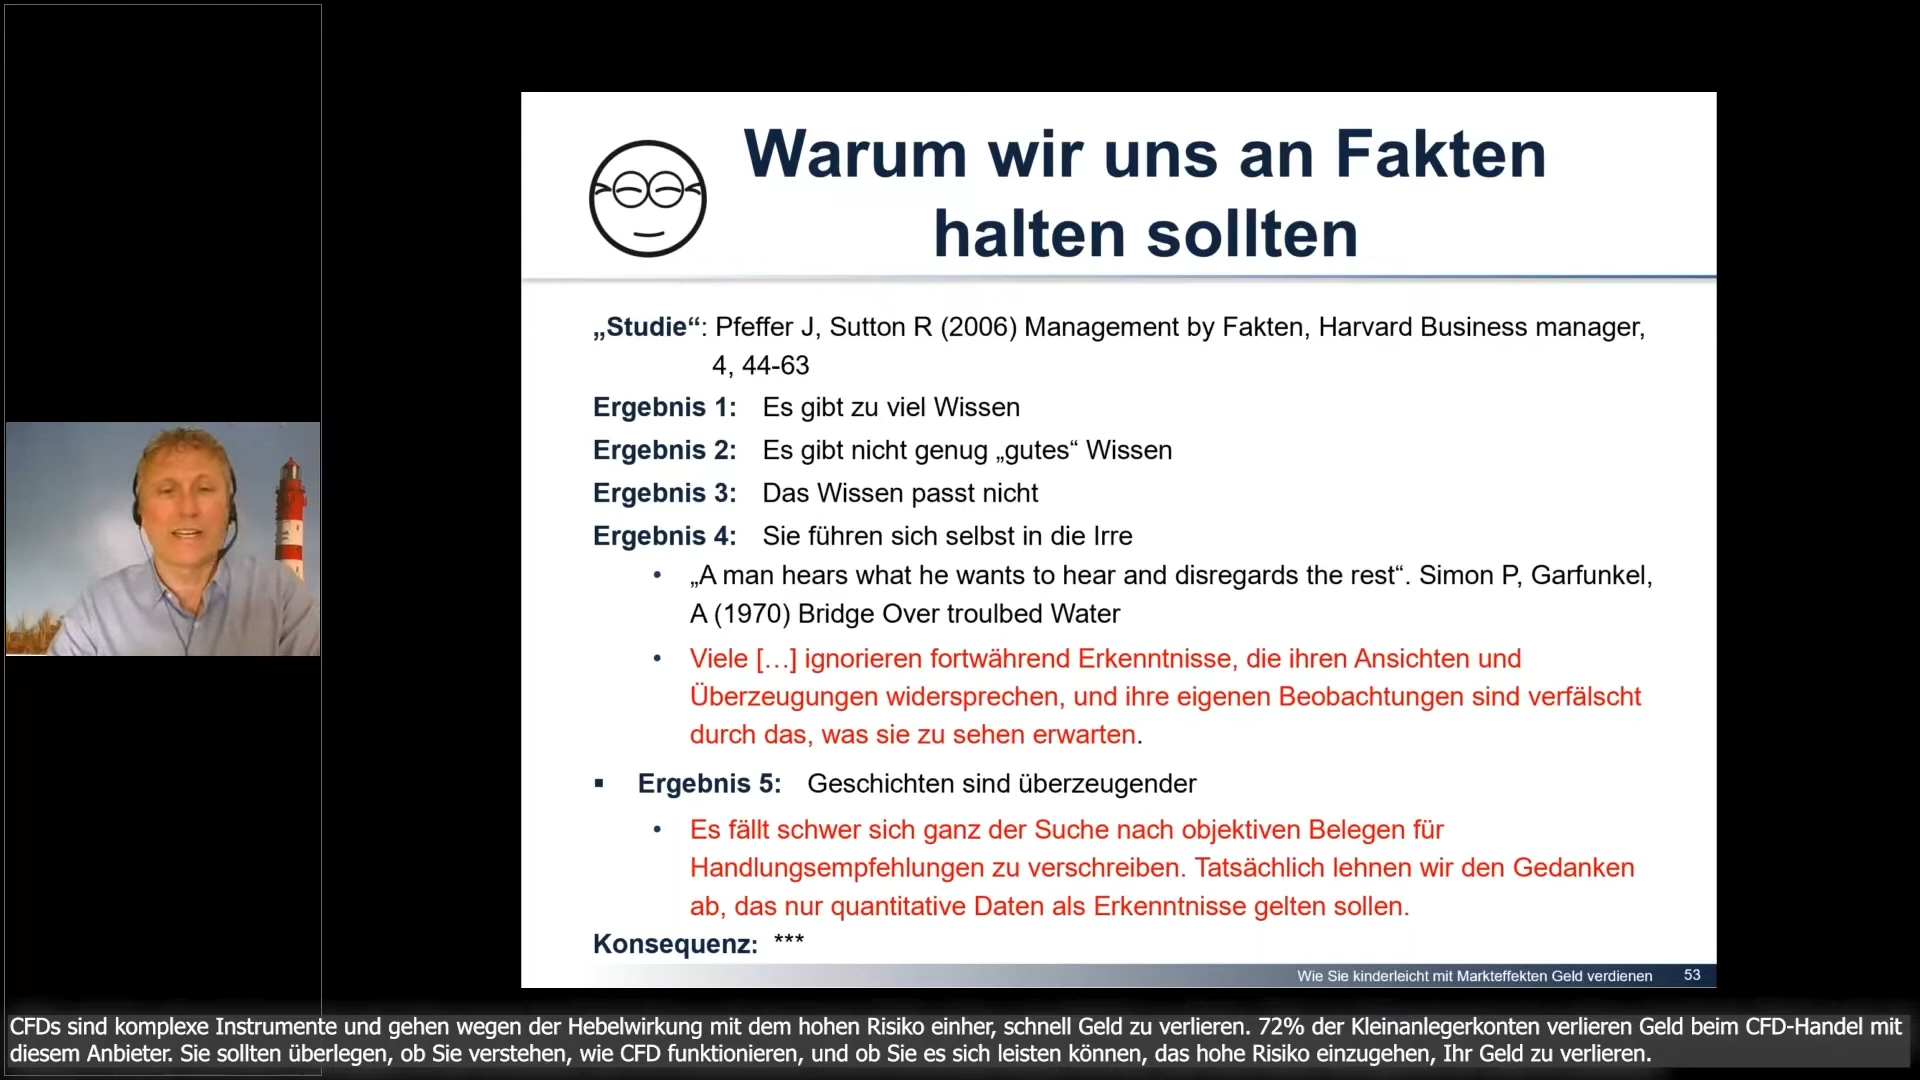 Warum wir uns an Fakten
halten sollten
„Studie“: Pfeffer J, Sutton R (2006) Management by Fakten, Harvard Business manager,
4, 44-63
Ergebnis 1: Es gibt zu viel Wissen
Ergebnis 2: Es gibt nicht genug „gutes“ Wissen
Ergebnis 3: Das Wissen passt nicht
Ergebnis 4: Sie führen sich selbst in die Irre
• „A man hears what he wants to hear and disregards the rest“. Simon P, Garfunkel,
A (1970) Bridge Over troulbed Water
• Viele […] ignorieren fortwährend Erkenntnisse, die ihren Ansichten und
Überzeugungen widersprechen, und ihre eigenen Beobachtungen sind verfälscht
durch das, was sie zu sehen erwarten.
▪ Ergebnis 5: Geschichten sind überzeugender
• Es fällt schwer sich ganz der Suche nach objektiven Belegen für
Handlungsempfehlungen zu verschreiben. Tatsächlich lehnen wir den Gedanken
ab, das nur quantitative Daten als Erkenntnisse gelten sollen.
Konsequenz: ***
Wie Sie kinderleicht mit Markteffekten Geld verdienen 53
CFDs sind komplexe Instrumente und gehen wegen der Hebelwirkung mit dem hohen Risiko einher, schnell Geld zu verlieren. 72% der Kleinanlegerkonten verlieren Geld beim CFD-Handel mit
diesem Anbieter. Sie sollten überlegen, ob Sie verstehen, wie CFD funktionieren, und ob Sie es sich leisten können, das hohe Risiko einzugehen, Ihr Geld zu verlieren.